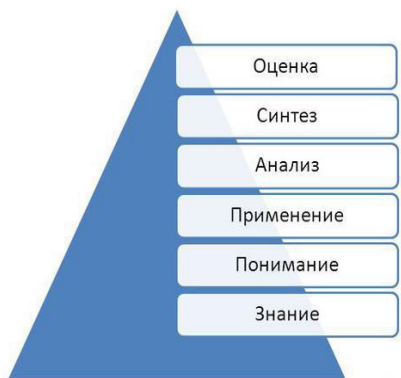 Оценка
Синтез
Анализ
Применение
Понимание
Знание